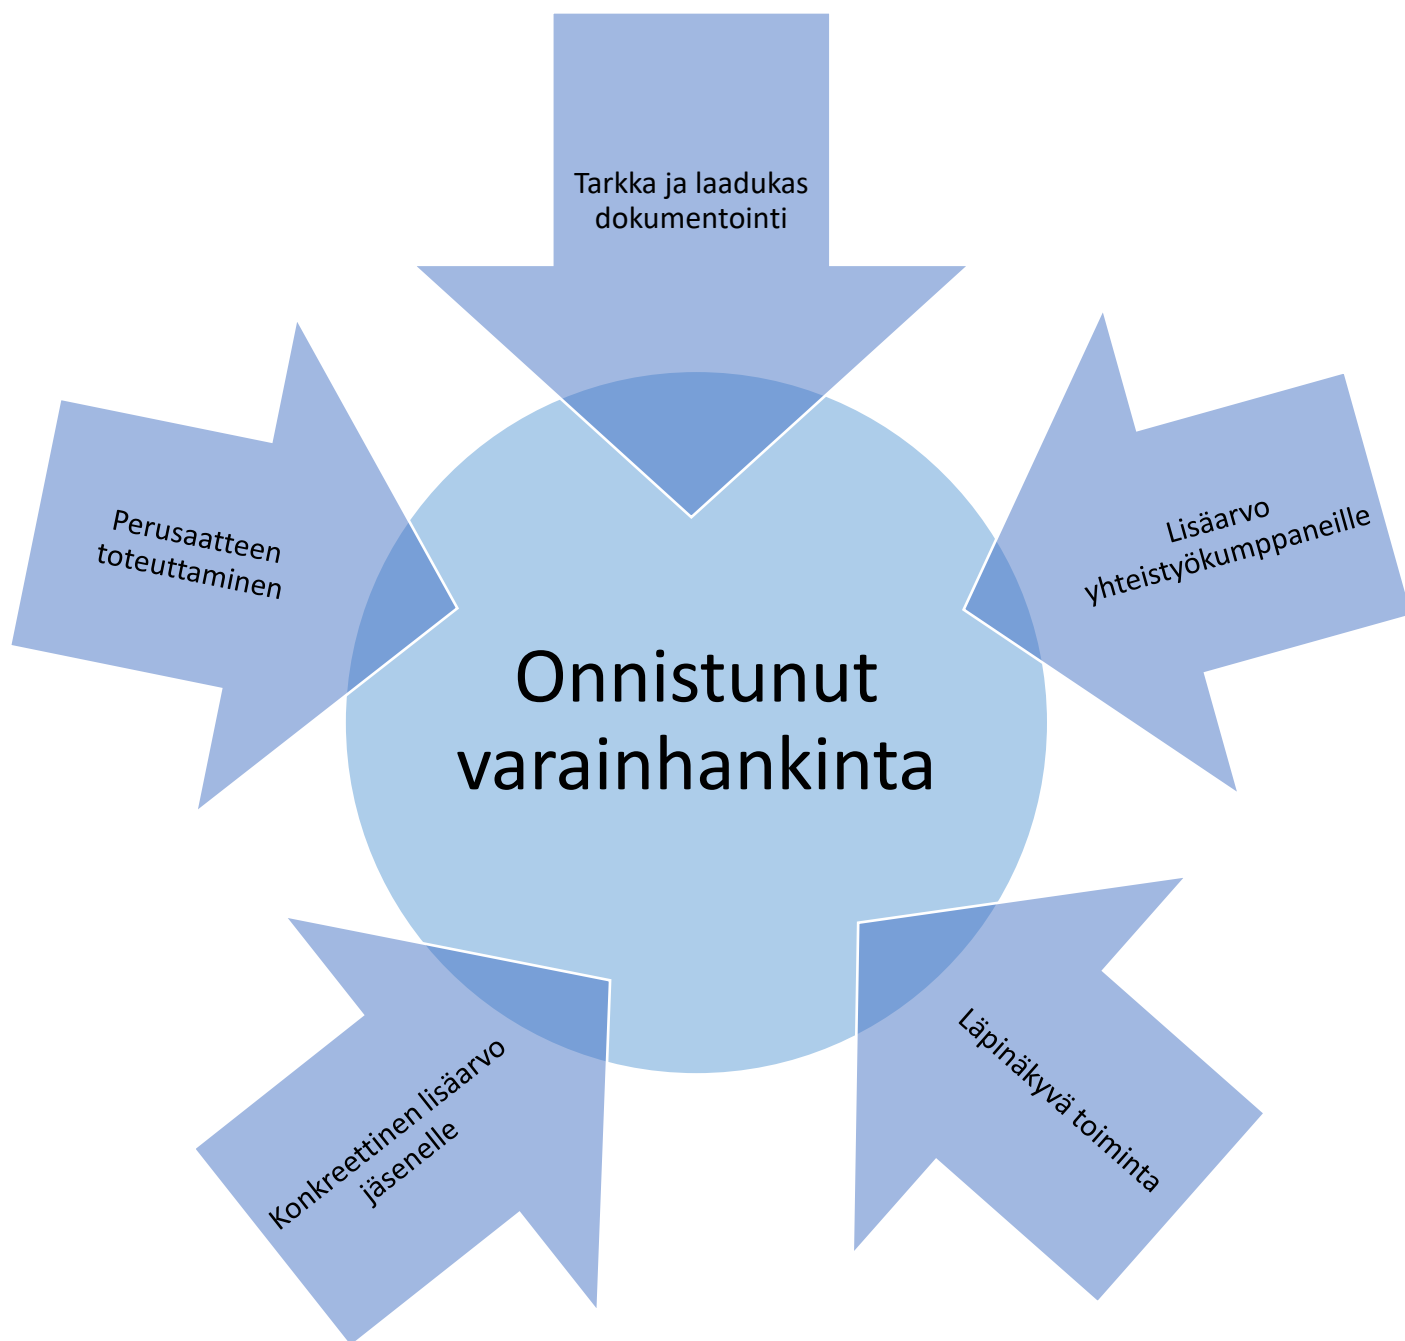 Tarkka ja laadukas
dokumentointi
Perusaatteen
toteuttaminen
Lisäarvo
yhteistyökumppaneille
Onnistunut
varainhankinta
Konkreettinen lisäarvo
jäsenelle
Läpinäkyvä toiminta